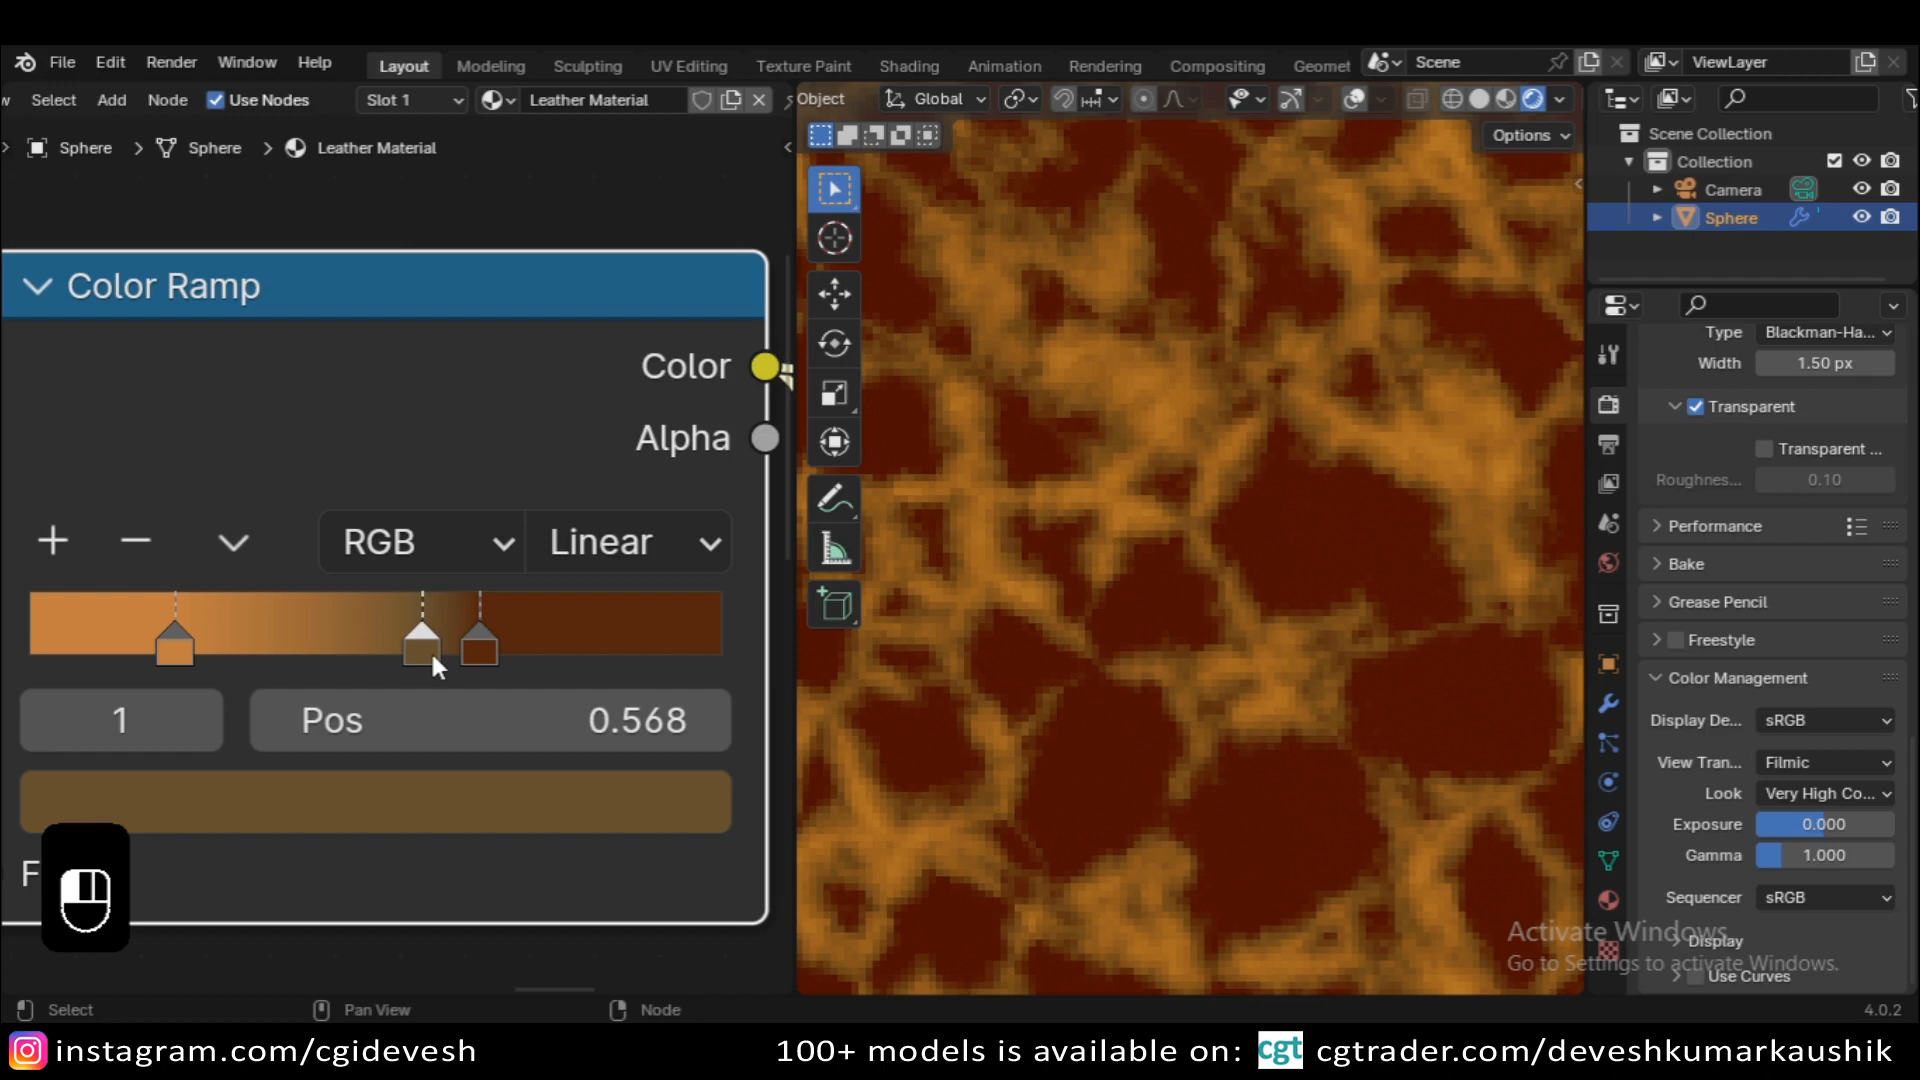 File Edit Render Window Help Layout Modeling Sculpting UV Editing Texture Paint Shading Animation Rendering Compositing Geomet Scene ViewLayer
Select Add Node Use Nodes Slot 1 Leather Material Object Global
Sphere Sphere Leather Material
Options
Scene Collection
Collection
Camera
Sphere
Color Ramp
Color
Alpha
RGB Linear
1 Pos 0.568
F
Type Blackman-Ha...
Width 1.50 px
Transparent
Transparent ...
Roughnes... 0.10
Performance
Bake
Grease Pencil
Freestyle
Color Management
Display De... sRGB
View Tran... Filmic
Look Very High Co...
Exposure 0.000
Gamma 1.000
Sequencer sRGB
Display
Use Curves
Activate Windows
Go to Settings to activate Windows.
Select Pan View Node 4.0.2
instagram.com/cgidevesh 100+ models is available on: cgt cgtrader.com/deveshkumarkaushik